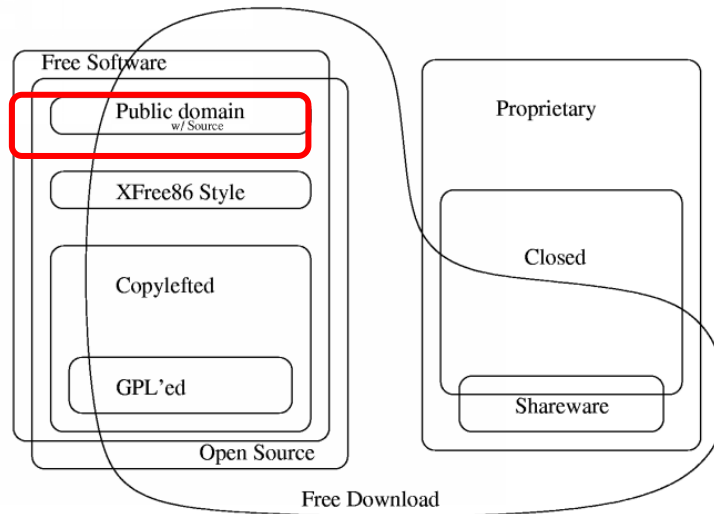 Free Software
Public domain
w/ Source
XFree86 Style
Copylefted
GPL'ed
Open Source
Proprietary
Closed
Shareware
Free Download